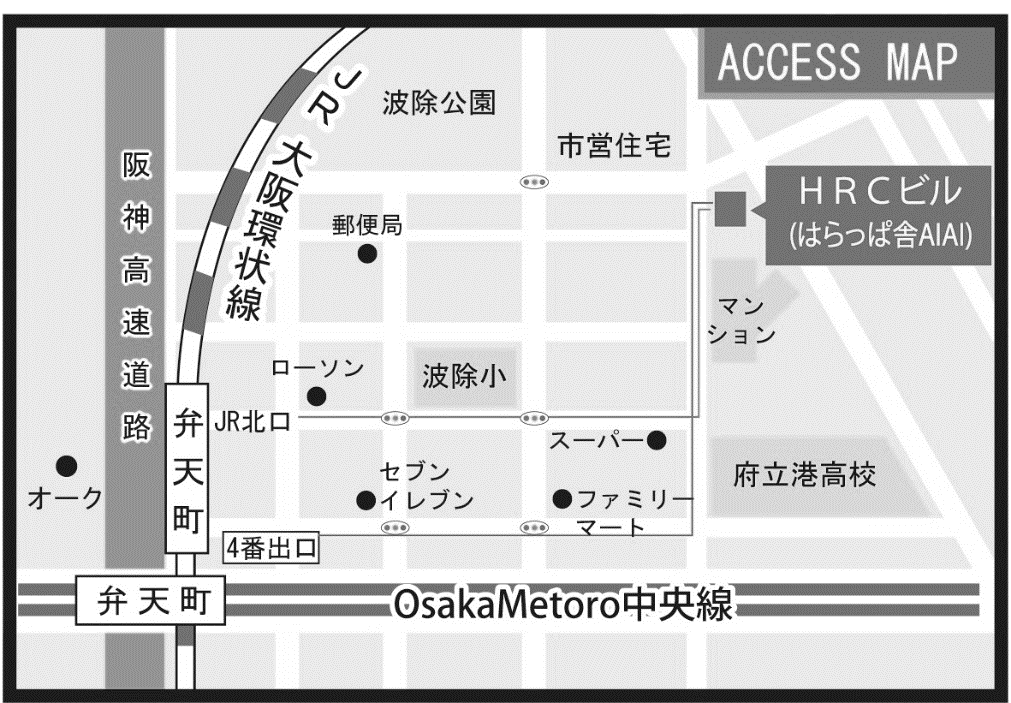 ACCESS MAP
JR大阪環状線
波除公園
市営住宅
阪神高速道路
HRCビル
(はらっぱ舎AIAI)
郵便局
マン
ション
ローソン
波除小
弁天町
JR北口
スーパー
府立港高校
オーク
セブン
イレブン
ファミリー
マート
4番出口
弁天町
OsakaMetoro中央線